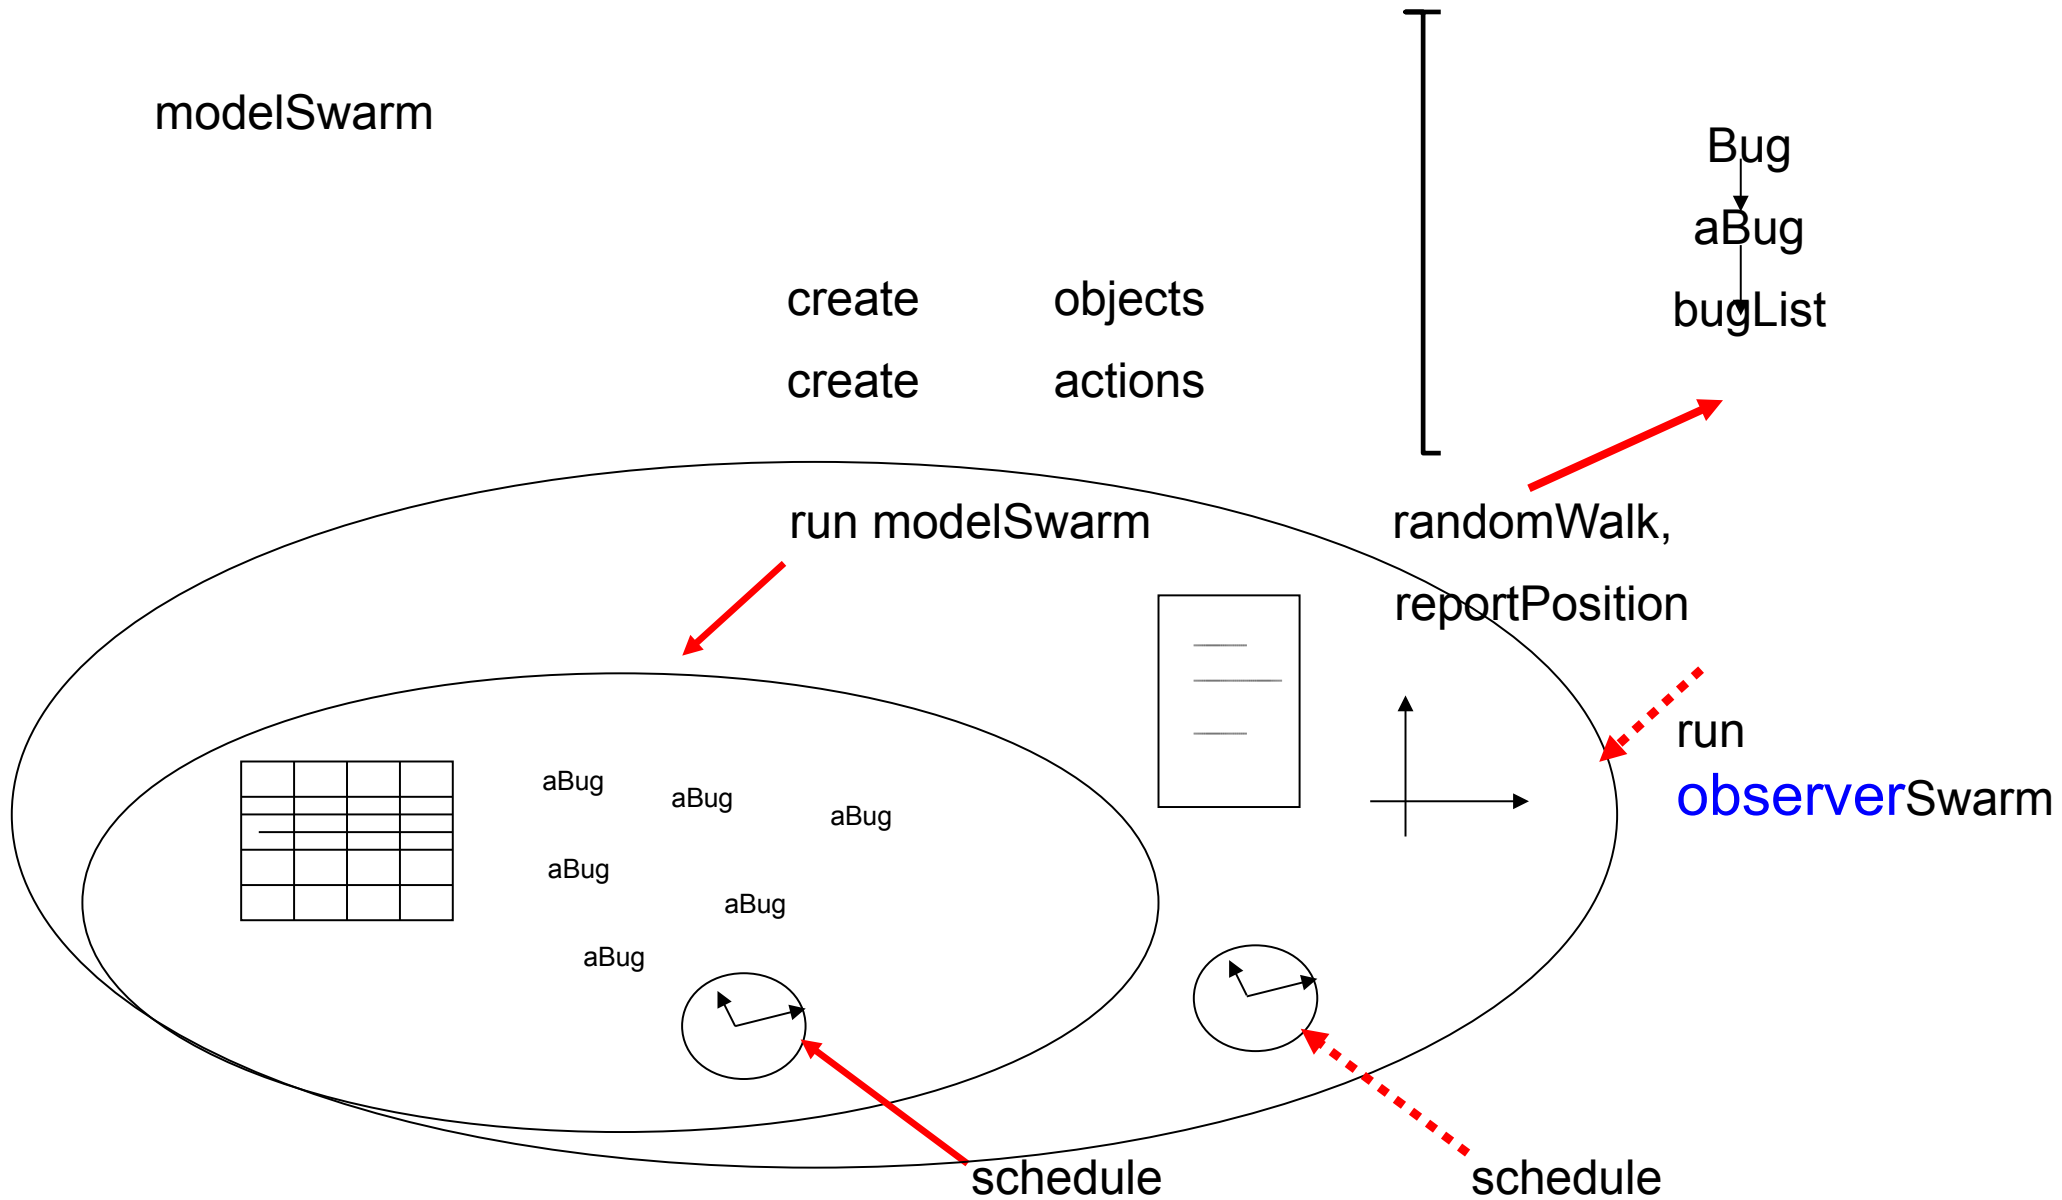 modelSwarm
Bug
aBug
bugList
create objects
create actions
run modelSwarm
randomWalk,
reportPosition
run
observerSwarm
aBug
aBug
aBug
aBug
aBug
aBug
schedule
schedule